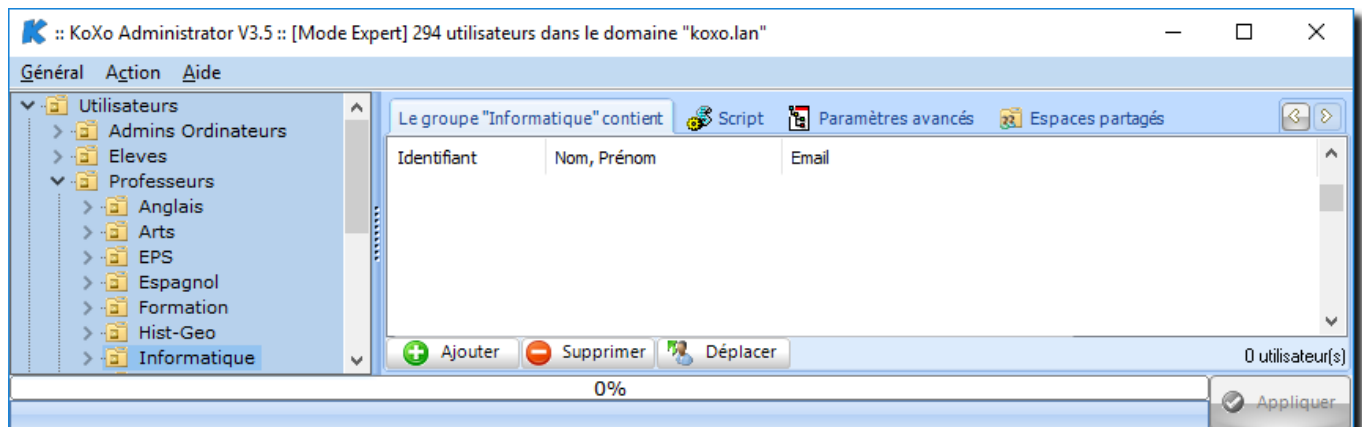 :: KoXo Administrator V3.5 :: [Mode Expert] 294 utilisateurs dans le domaine "koxo.lan"
Général Action Aide
Utilisateurs
Admins Ordinateurs
Eleves
Professeurs
Anglais
Arts
EPS
Espagnol
Formation
Hist-Geo
Informatique
Le groupe "Informatique" contient Script Paramètres avancés Espaces partagés
Identifiant Nom, Prénom Email
Ajouter Supprimer Déplacer 0 utilisateur(s)
0%
Appliquer